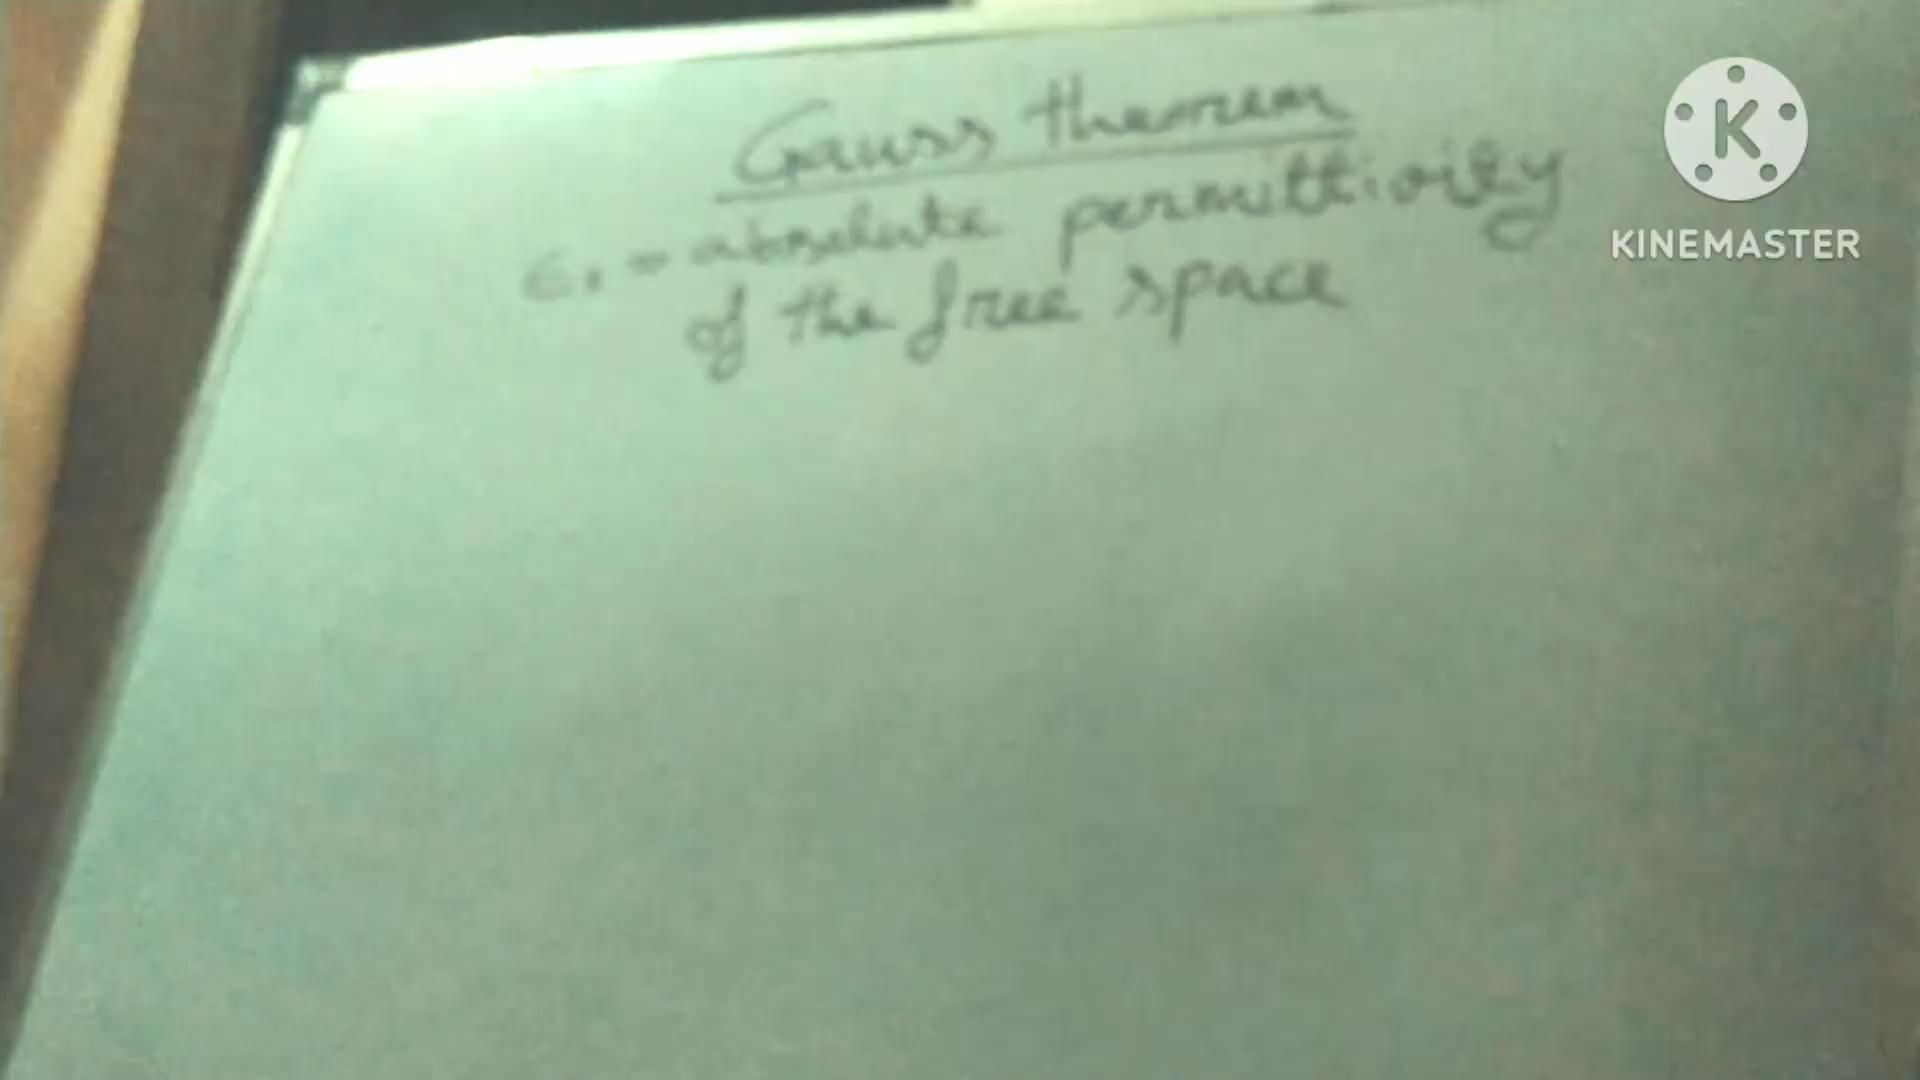 Gauss theorem
ε₀ → absolute permittivity
of the free space
K
KINEMASTER